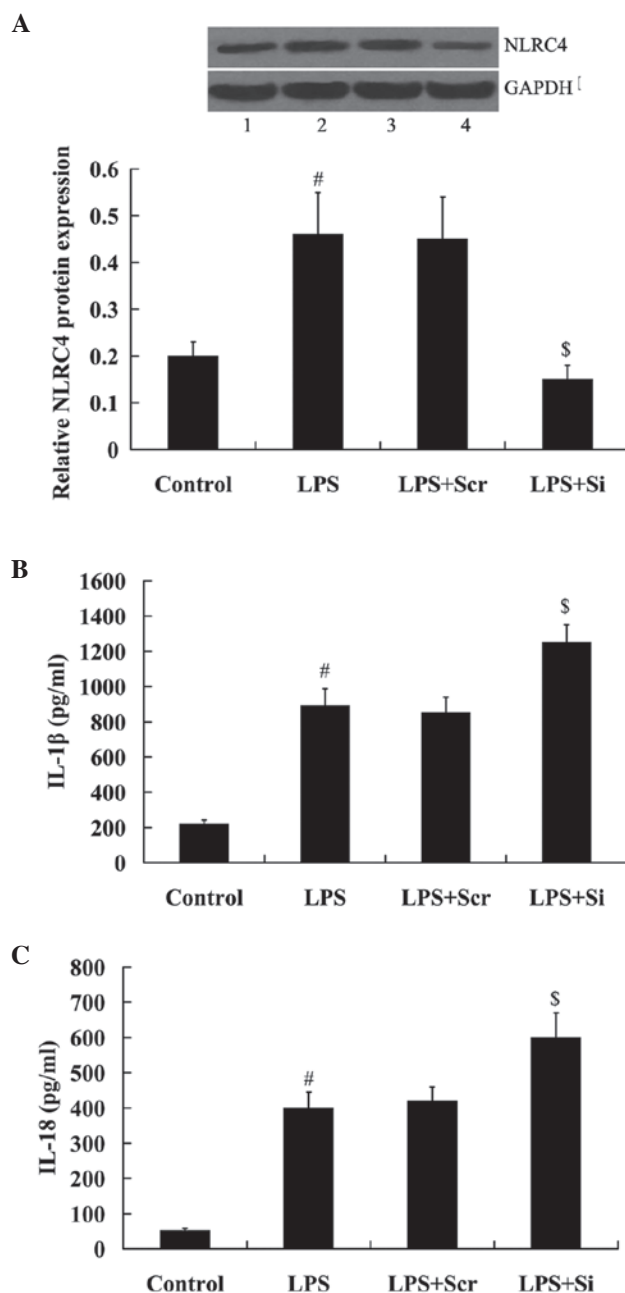 A
NLRC4
GAPDH [
1 2 3 4
Relative NLRC4 protein expression
0.6
0.5
0.4
0.3
0.2
0.1
0
#
$
Control LPS LPS+Scr LPS+Si
B
IL-1β (pg/ml)
1600
1400
1200
1000
800
600
400
200
0
#
$
Control LPS LPS+Scr LPS+Si
C
IL-18 (pg/ml)
800
700
600
500
400
300
200
100
0
#
$
Control LPS LPS+Scr LPS+Si